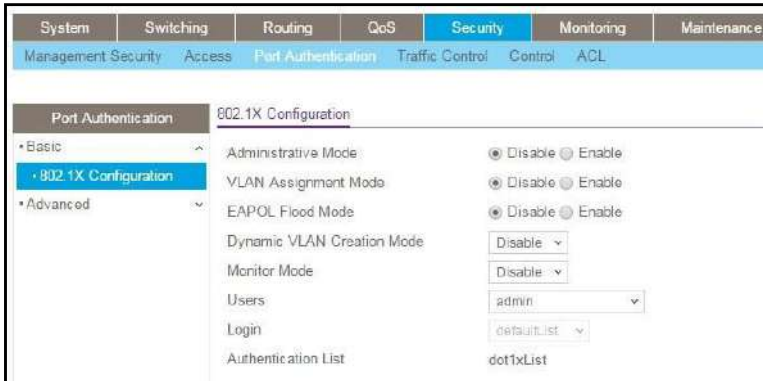 System Switching Routing QoS Security Monitoring Maintenance
Management Security Access Port Authentication Traffic Control Control ACL
Port Authentication
Basic
802.1X Configuration
Advanced
802.1X Configuration
Administrative Mode Disable Enable
VLAN Assignment Mode Disable Enable
EAPOL Flood Mode Disable Enable
Dynamic VLAN Creation Mode Disable
Monitor Mode Disable
Users admin
Login defaultList
Authentication List dot1xList